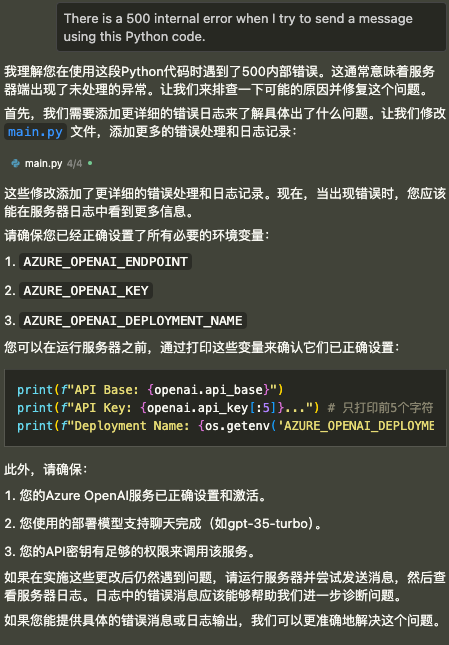 There is a 500 internal error when I try to send a message
using this Python code.
我理解您在使用这段Python代码时遇到了500内部错误。这通常意味着服务
器端出现了未处理的异常。让我们来排查一下可能的原因并修复这个问题。
首先，我们需要添加更详细的错误日志来了解具体出了什么问题。让我们修改
main.py 文件，添加更多的错误处理和日志记录：
main.py 4/4
这些修改添加了更详细的错误处理和日志记录。现在，当出现错误时，您应该
能在服务器日志中看到更多信息。
请确保您已经正确设置了所有必要的环境变量：
1. AZURE_OPENAI_ENDPOINT
2. AZURE_OPENAI_KEY
3. AZURE_OPENAI_DEPLOYMENT_NAME
您可以在运行服务器之前，通过打印这些变量来确认它们已正确设置：
print(f"API Base: {openai.api_base}")
print(f"API Key: {openai.api_key[:5]}...") # 只打印前5个字符
print(f"Deployment Name: {os.getenv('AZURE_OPENAI_DEPLOYME
此外，请确保：
1. 您的Azure OpenAI服务已正确设置和激活。
2. 您使用的部署模型支持聊天完成（如gpt-35-turbo）。
3. 您的API密钥有足够的权限来调用该服务。
如果在实施这些更改后仍然遇到问题，请运行服务器并尝试发送消息，然后查
看服务器日志。日志中的错误消息应该能够帮助我们进一步诊断问题。
如果您能提供具体的错误消息或日志输出，我们可以更准确地解决这个问题。